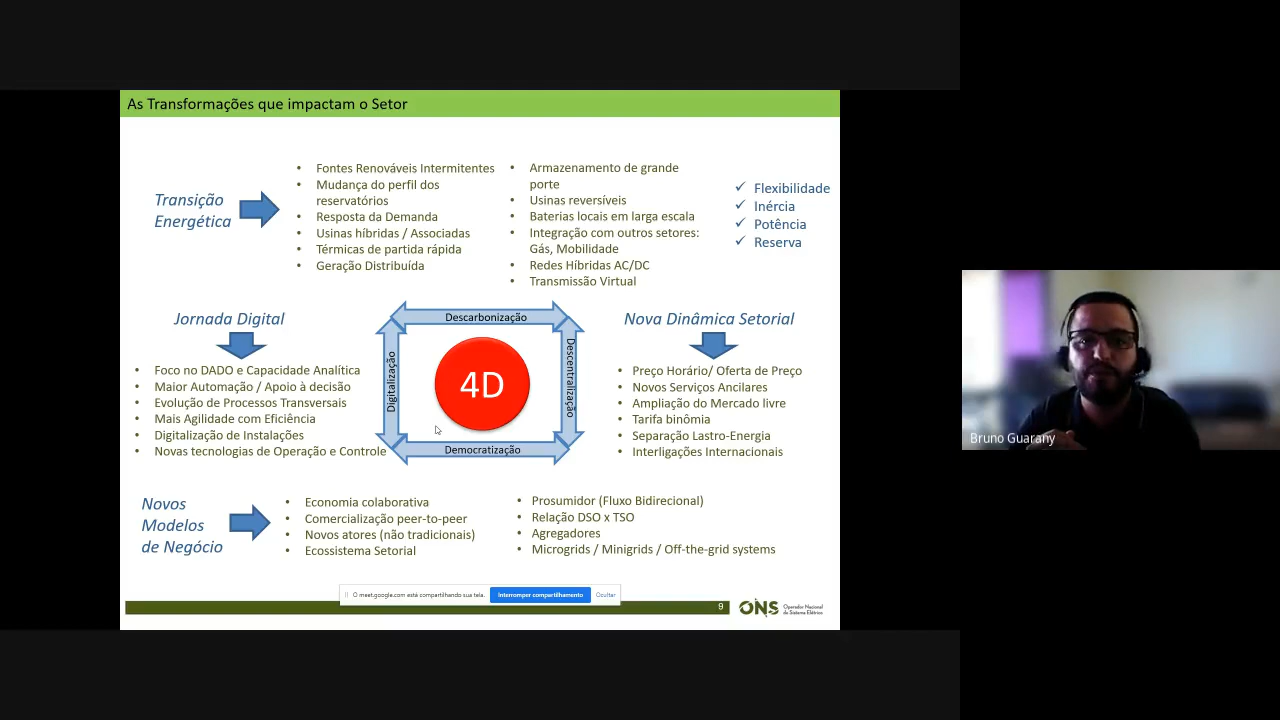 As Transformações que impactam o Setor
Transição
Energética
• Fontes Renováveis Intermitentes
• Mudança do perfil dos
reservatórios
• Resposta da Demanda
• Usinas híbridas / Associadas
• Térmicas de partida rápida
• Geração Distribuída
• Armazenamento de grande
porte
• Usinas reversíveis
• Baterias locais em larga escala
• Integração com outros setores:
Gás, Mobilidade
• Redes Híbridas AC/DC
• Transmissão Virtual
✓ Flexibilidade
✓ Inércia
✓ Potência
✓ Reserva
Jornada Digital
• Foco no DADO e Capacidade Analítica
• Maior Automação / Apoio à decisão
• Evolução de Processos Transversais
• Mais Agilidade com Eficiência
• Digitalização de Instalações
• Novas tecnologias de Operação e Controle
Descarbonização
Digitalização
4D
Descentralização
Democratização
Nova Dinâmica Setorial
• Preço Horário/ Oferta de Preço
• Novos Serviços Ancilares
• Ampliação do Mercado livre
• Tarifa binômia
• Separação Lastro-Energia
• Interligações Internacionais
Bruno Guarany
Novos
Modelos
de Negócio
• Economia colaborativa
• Comercialização peer-to-peer
• Novos atores (não tradicionais)
• Ecossistema Setorial
• Prosumidor (Fluxo Bidirecional)
• Relação DSO x TSO
• Agregadores
• Microgrids / Minigrids / Off-the-grid systems
O meet.google.com está compartilhando sua tela.
Interromper compartilhamento
Ocultar
9
ONS
Operador Nacional
do Sistema Elétrico